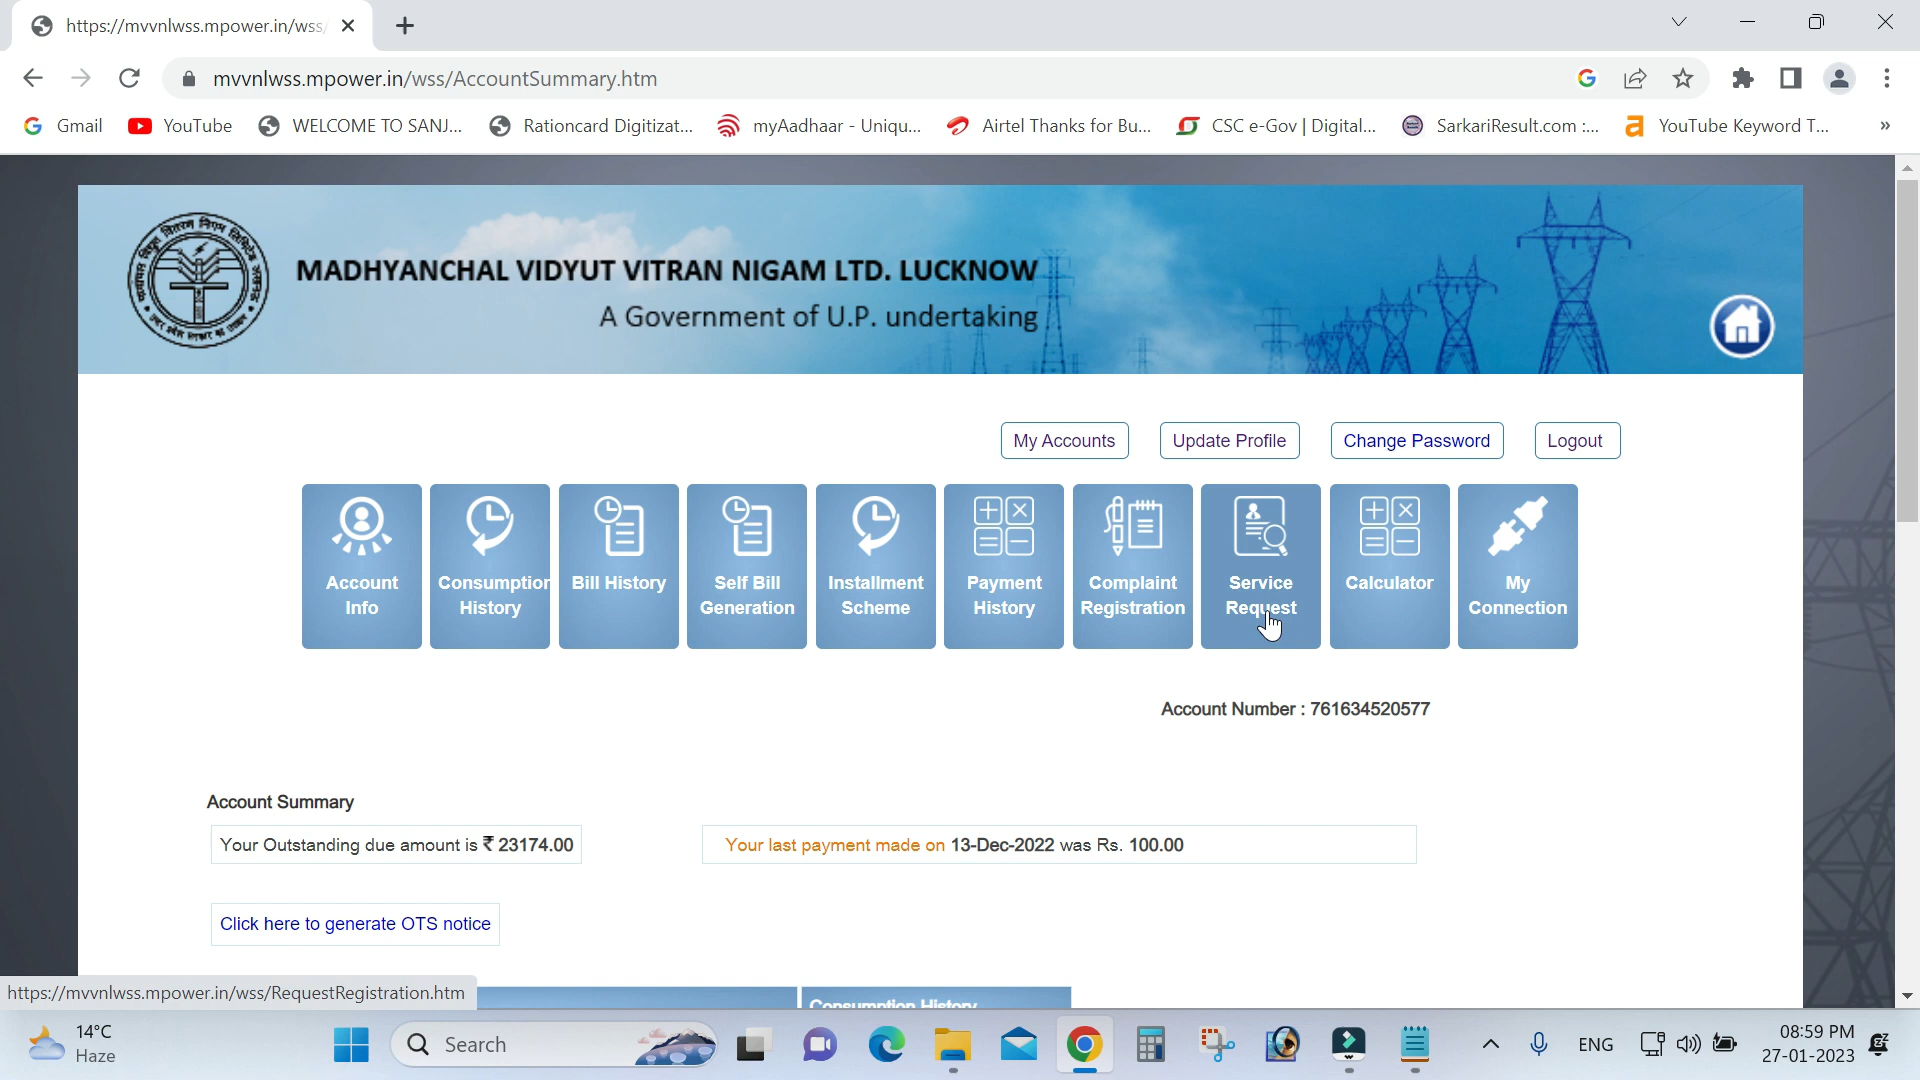 https://mvvnlwss.mpower.in/wss/
mvvnlwss.mpower.in/wss/AccountSummary.htm
Gmail
YouTube
WELCOME TO SANJ...
Rationcard Digitizat...
myAadhaar - Uniqu...
Airtel Thanks for Bu...
CSC e-Gov | Digital...
SarkariResult.com :...
YouTube Keyword T...
MADHYANCHAL VIDYUT VITRAN NIGAM LTD. LUCKNOW
A Government of U.P. undertaking
My Accounts
Update Profile
Change Password
Logout
Account
Info
Consumption
History
Bill History
Self Bill
Generation
Installment
Scheme
Payment
History
Complaint
Registration
Service
Request
Calculator
My
Connection
Account Number : 761634520577
Account Summary
Your Outstanding due amount is ₹ 23174.00
Your last payment made on 13-Dec-2022 was Rs. 100.00
Click here to generate OTS notice
Consumption History
https://mvvnlwss.mpower.in/wss/RequestRegistration.htm
14°C
Haze
Search
ENG
08:59 PM
27-01-2023